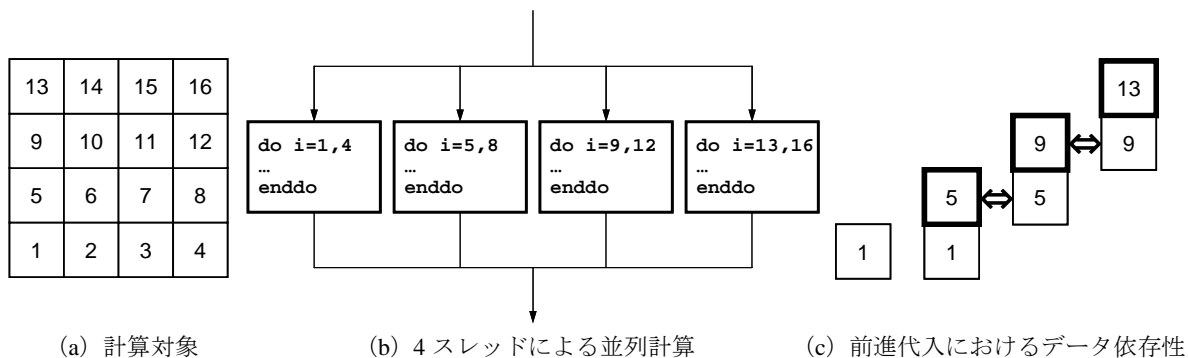 13 14 15 16
9 10 11 12
5 6 7 8
1 2 3 4
do i=1,4
…
enddo
do i=5,8
…
enddo
do i=9,12
…
enddo
do i=13,16
…
enddo
13
9 9
5 5
1 1
(a)計算対象
(b)4 スレッドによる並列計算
(c)前進代入におけるデータ依存性